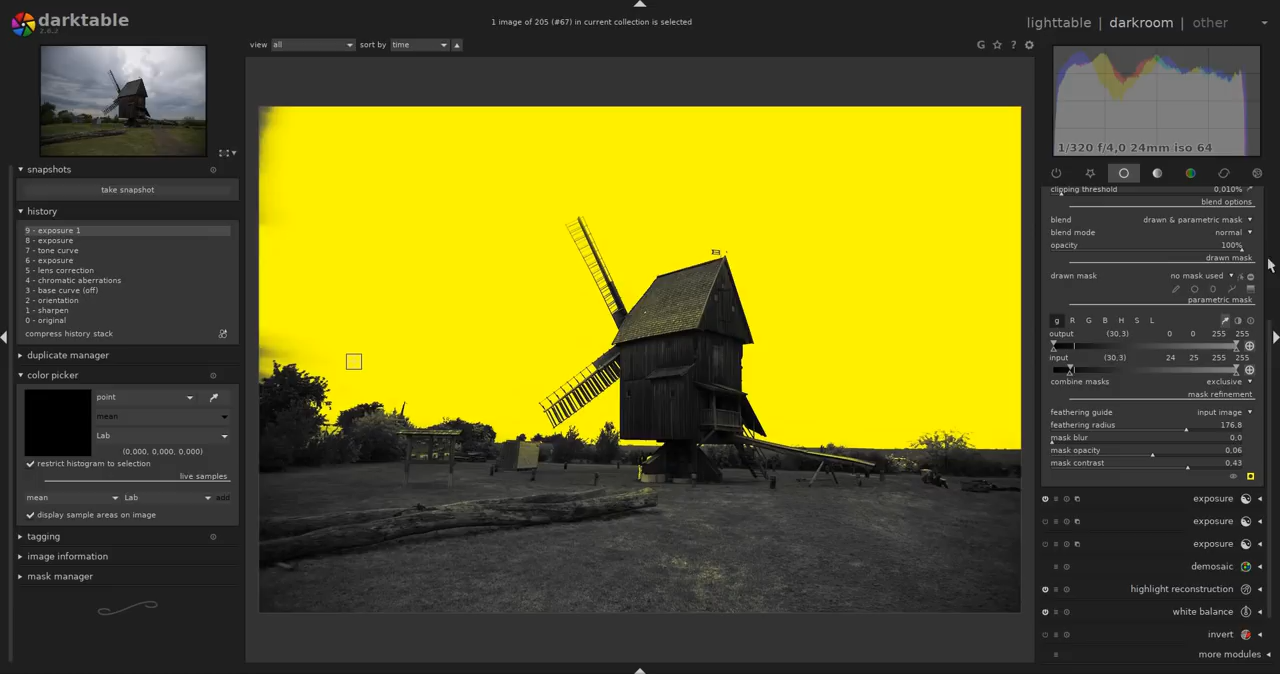 darktable
2.6.2
1 image of 205 (#67) in current collection is selected
lighttable | darkroom | other
view all sort by time
G ☆ ?
1/320 f/4,0 24mm iso 64
snapshots
take snapshot
history
9 - exposure 1
8 - exposure
7 - tone curve
6 - exposure
5 - lens correction
4 - chromatic aberrations
3 - base curve (off)
2 - orientation
1 - sharpen
0 - original
compress history stack
duplicate manager
color picker
point
mean
Lab
(0,000, 0,000, 0,000)
restrict histogram to selection
live samples
mean Lab add
display sample areas on image
tagging
image information
mask manager
clipping threshold 0,010%
blend options
blend drawn & parametric mask
blend mode normal
opacity 100%
drawn mask
drawn mask no mask used
parametric mask
g R G B H S L
output (30,3) 0 0 255 255
input (30,3) 24 25 255 255
combine masks exclusive
mask refinement
feathering guide input image
feathering radius 176.8
mask blur 0,0
mask opacity 0,06
mask contrast 0,43
exposure
exposure
exposure
demosaic
highlight reconstruction
white balance
invert
more modules